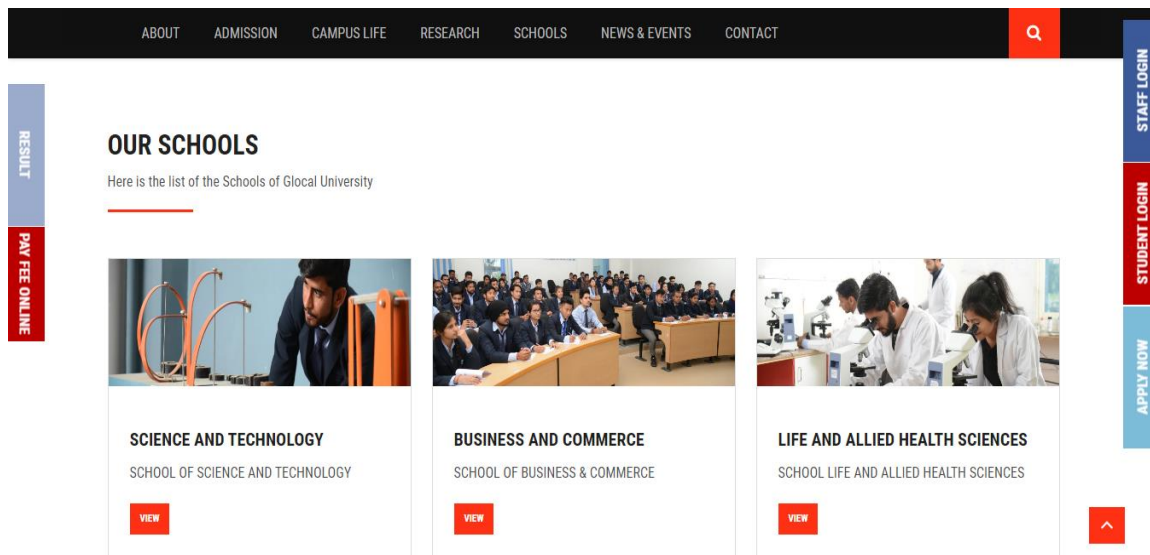 ABOUT ADMISSION CAMPUS LIFE RESEARCH SCHOOLS NEWS & EVENTS CONTACT
STAFF LOGIN
STUDENT LOGIN
APPLY NOW
RESULT
PAY FEE ONLINE
OUR SCHOOLS
Here is the list of the Schools of Glocal University
SCIENCE AND TECHNOLOGY
SCHOOL OF SCIENCE AND TECHNOLOGY
VIEW
BUSINESS AND COMMERCE
SCHOOL OF BUSINESS & COMMERCE
VIEW
LIFE AND ALLIED HEALTH SCIENCES
SCHOOL LIFE AND ALLIED HEALTH SCIENCES
VIEW